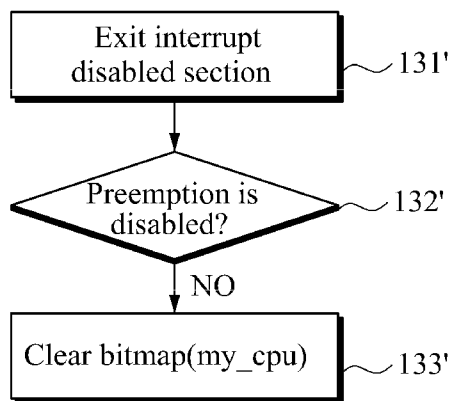 Exit interrupt
disabled section
131'
Preemption is
disabled?
132'
NO
Clear bitmap(my_cpu)
133'